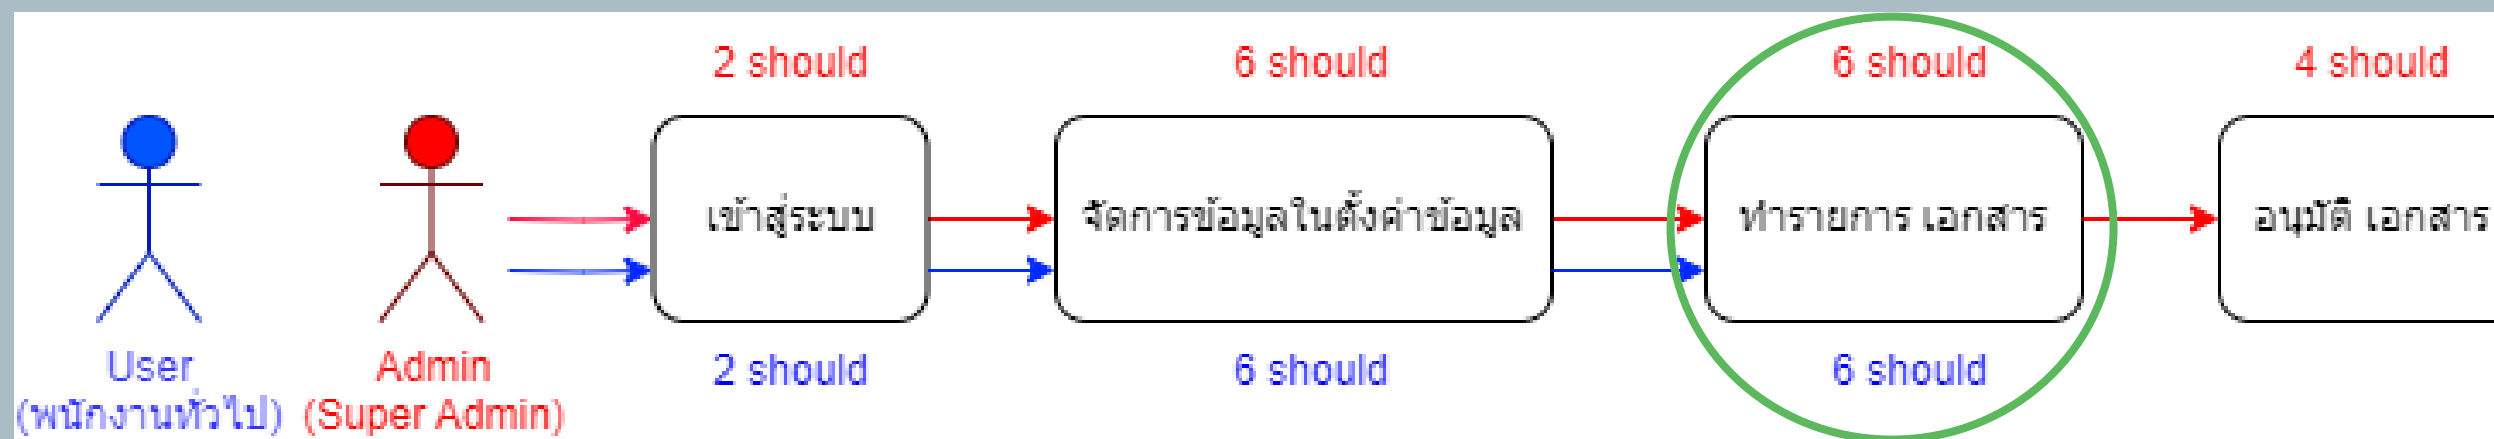 2 should
6 should
6 should
4 should
เข้าสู่ระบบ
จัดการข้อมูลในตั้งค่าข้อมูล
ทำรายการ เอกสาร
อนุมัติ เอกสาร
User
(พนักงานทั่วไป)
Admin
(Super Admin)
2 should
6 should
6 should